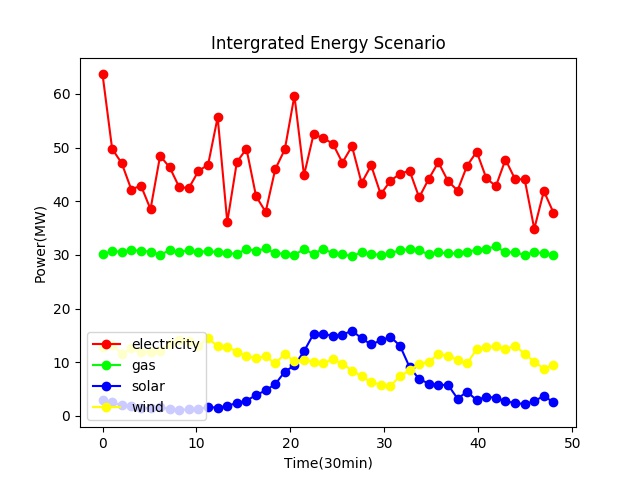 Intergrated Energy Scenario
Power(MW)
60
50
40
30
20
10
0
electricity
gas
solar
wind
0 10 20 30 40 50
Time(30min)